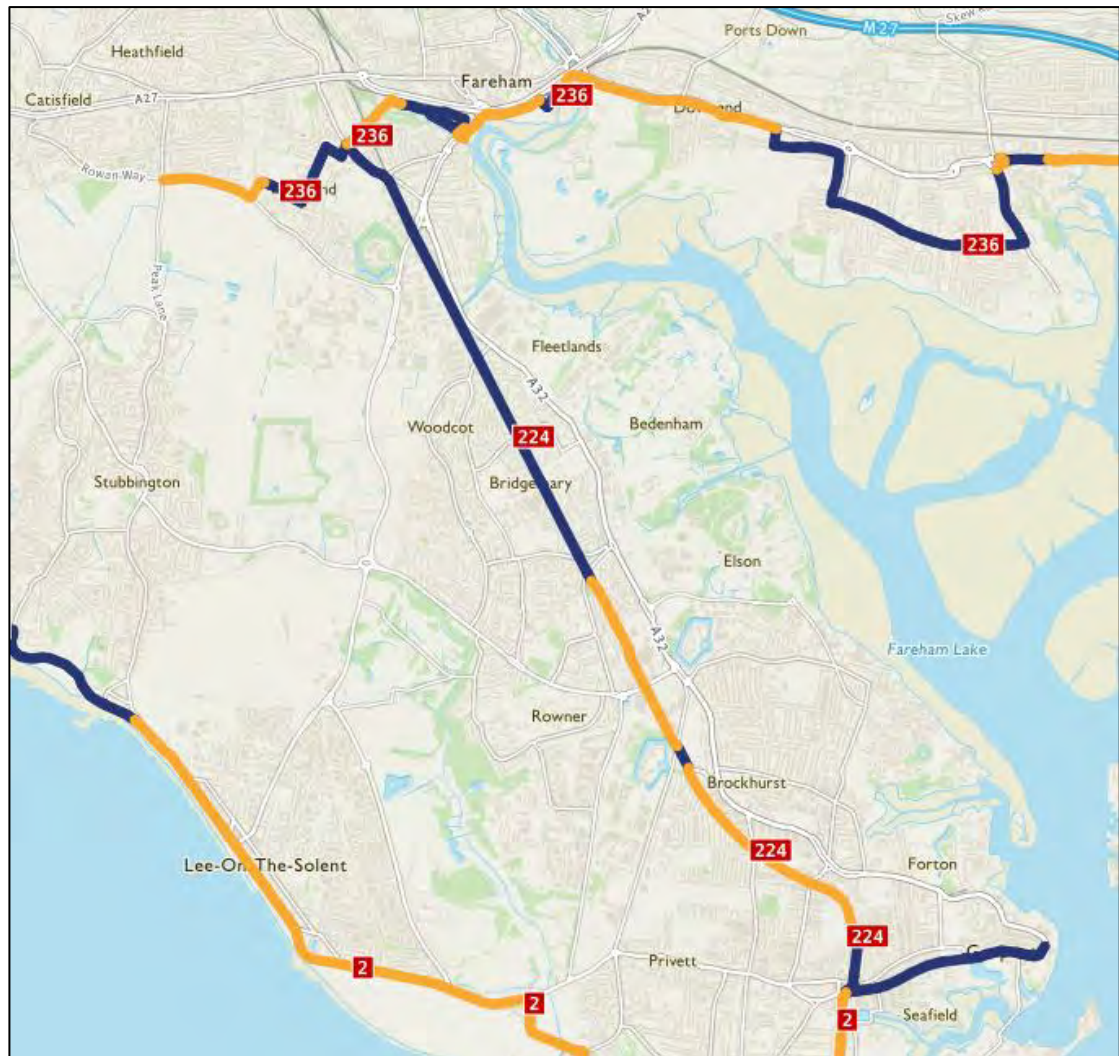 Ports Down
M27
Heathfield
Fareham
Catisfield
A27
236
236
Rowan Way
236
236
Peak Lane
Fleetlands
A32
Woodcot
224
Bedenham
Stubbington
Elson
A32
Fareham Lake
Rowner
Brockhurst
224
Lee-On-The-Solent
Forton
224
2
Privett
2
2
Seafield